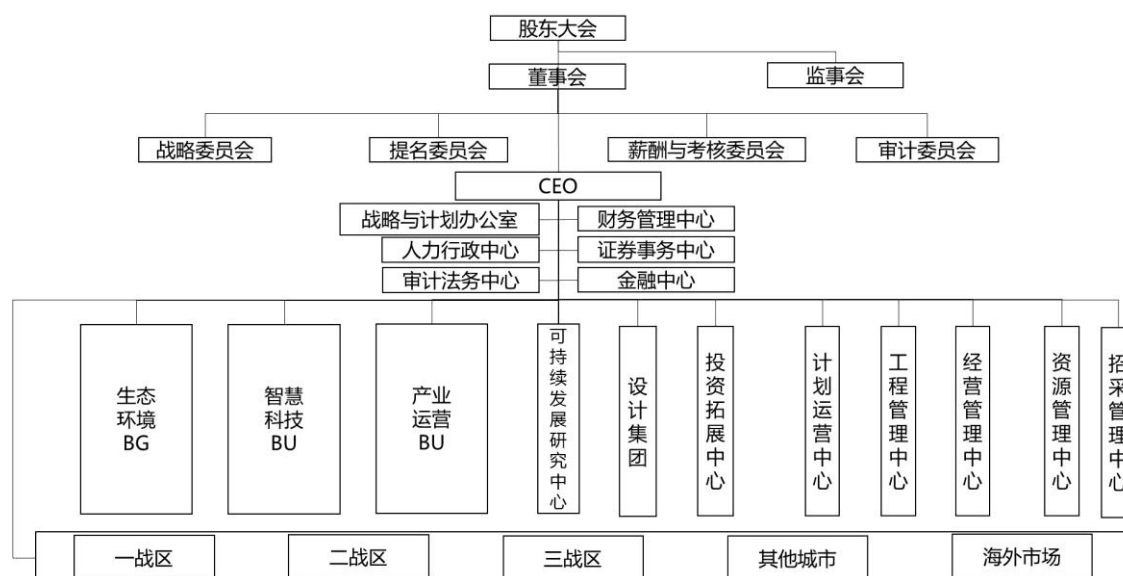 股东大会
董事会
监事会
战略委员会
提名委员会
薪酬与考核委员会
审计委员会
CEO
战略与计划办公室
财务管理中心
人力行政中心
证券事务中心
审计法务中心
金融中心
生态
环境
BG
智慧
科技
BU
产业
运营
BU
可持续发展研究中心
设计集团
投资拓展中心
计划运营中心
工程管理中心
经营管理中心
资源管理中心
招采管理中心
一战区
二战区
三战区
其他城市
海外市场